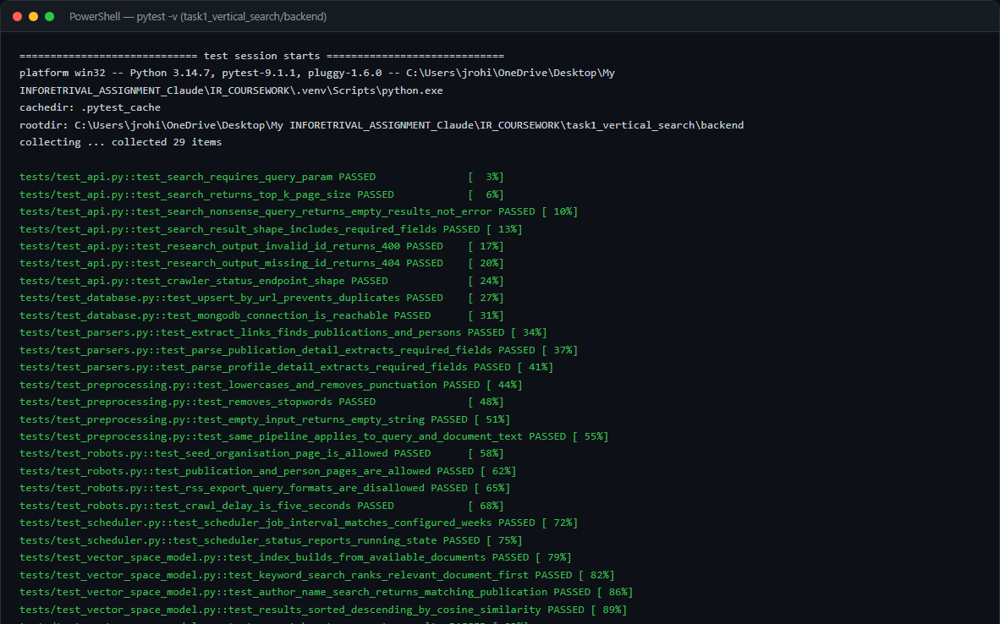 PowerShell — pytest -v (task1_vertical_search/backend)
============================= test session starts =============================
platform win32 -- Python 3.14.7, pytest-9.1.1, pluggy-1.6.0 -- C:\Users\jrohi\OneDrive\Desktop\My
INFORETRIVAL_ASSIGNMENT_Claude\IR_COURSEWORK\.venv\Scripts\python.exe
cachedir: .pytest_cache
rootdir: C:\Users\jrohi\OneDrive\Desktop\My INFORETRIVAL_ASSIGNMENT_Claude\IR_COURSEWORK\task1_vertical_search\backend
collecting ... collected 29 items
tests/test_api.py::test_search_requires_query_param PASSED               [  3%]
tests/test_api.py::test_search_returns_top_k_page_size PASSED            [  6%]
tests/test_api.py::test_search_nonsense_query_returns_empty_results_not_error PASSED [ 10%]
tests/test_api.py::test_search_result_shape_includes_required_fields PASSED [ 13%]
tests/test_api.py::test_research_output_invalid_id_returns_400 PASSED    [ 17%]
tests/test_api.py::test_research_output_missing_id_returns_404 PASSED    [ 20%]
tests/test_api.py::test_crawler_status_endpoint_shape PASSED             [ 24%]
tests/test_database.py::test_upsert_by_url_prevents_duplicates PASSED    [ 27%]
tests/test_database.py::test_mongodb_connection_is_reachable PASSED      [ 31%]
tests/test_parsers.py::test_extract_links_finds_publications_and_persons PASSED [ 34%]
tests/test_parsers.py::test_parse_publication_detail_extracts_required_fields PASSED [ 37%]
tests/test_parsers.py::test_parse_profile_detail_extracts_required_fields PASSED [ 41%]
tests/test_preprocessing.py::test_lowercases_and_removes_punctuation PASSED [ 44%]
tests/test_preprocessing.py::test_removes_stopwords PASSED               [ 48%]
tests/test_preprocessing.py::test_empty_input_returns_empty_string PASSED [ 51%]
tests/test_preprocessing.py::test_same_pipeline_applies_to_query_and_document_text PASSED [ 55%]
tests/test_robots.py::test_seed_organisation_page_is_allowed PASSED      [ 58%]
tests/test_robots.py::test_publication_and_person_pages_are_allowed PASSED [ 62%]
tests/test_robots.py::test_rss_export_query_formats_are_disallowed PASSED [ 65%]
tests/test_robots.py::test_crawl_delay_is_five_seconds PASSED            [ 68%]
tests/test_scheduler.py::test_scheduler_job_interval_matches_configured_weeks PASSED [ 72%]
tests/test_scheduler.py::test_scheduler_status_reports_running_state PASSED [ 75%]
tests/test_vector_space_model.py::test_index_builds_from_available_documents PASSED [ 79%]
tests/test_vector_space_model.py::test_keyword_search_ranks_relevant_document_first PASSED [ 82%]
tests/test_vector_space_model.py::test_author_name_search_returns_matching_publication PASSED [ 86%]
tests/test_vector_space_model.py::test_results_sorted_descending_by_cosine_similarity PASSED [ 89%]